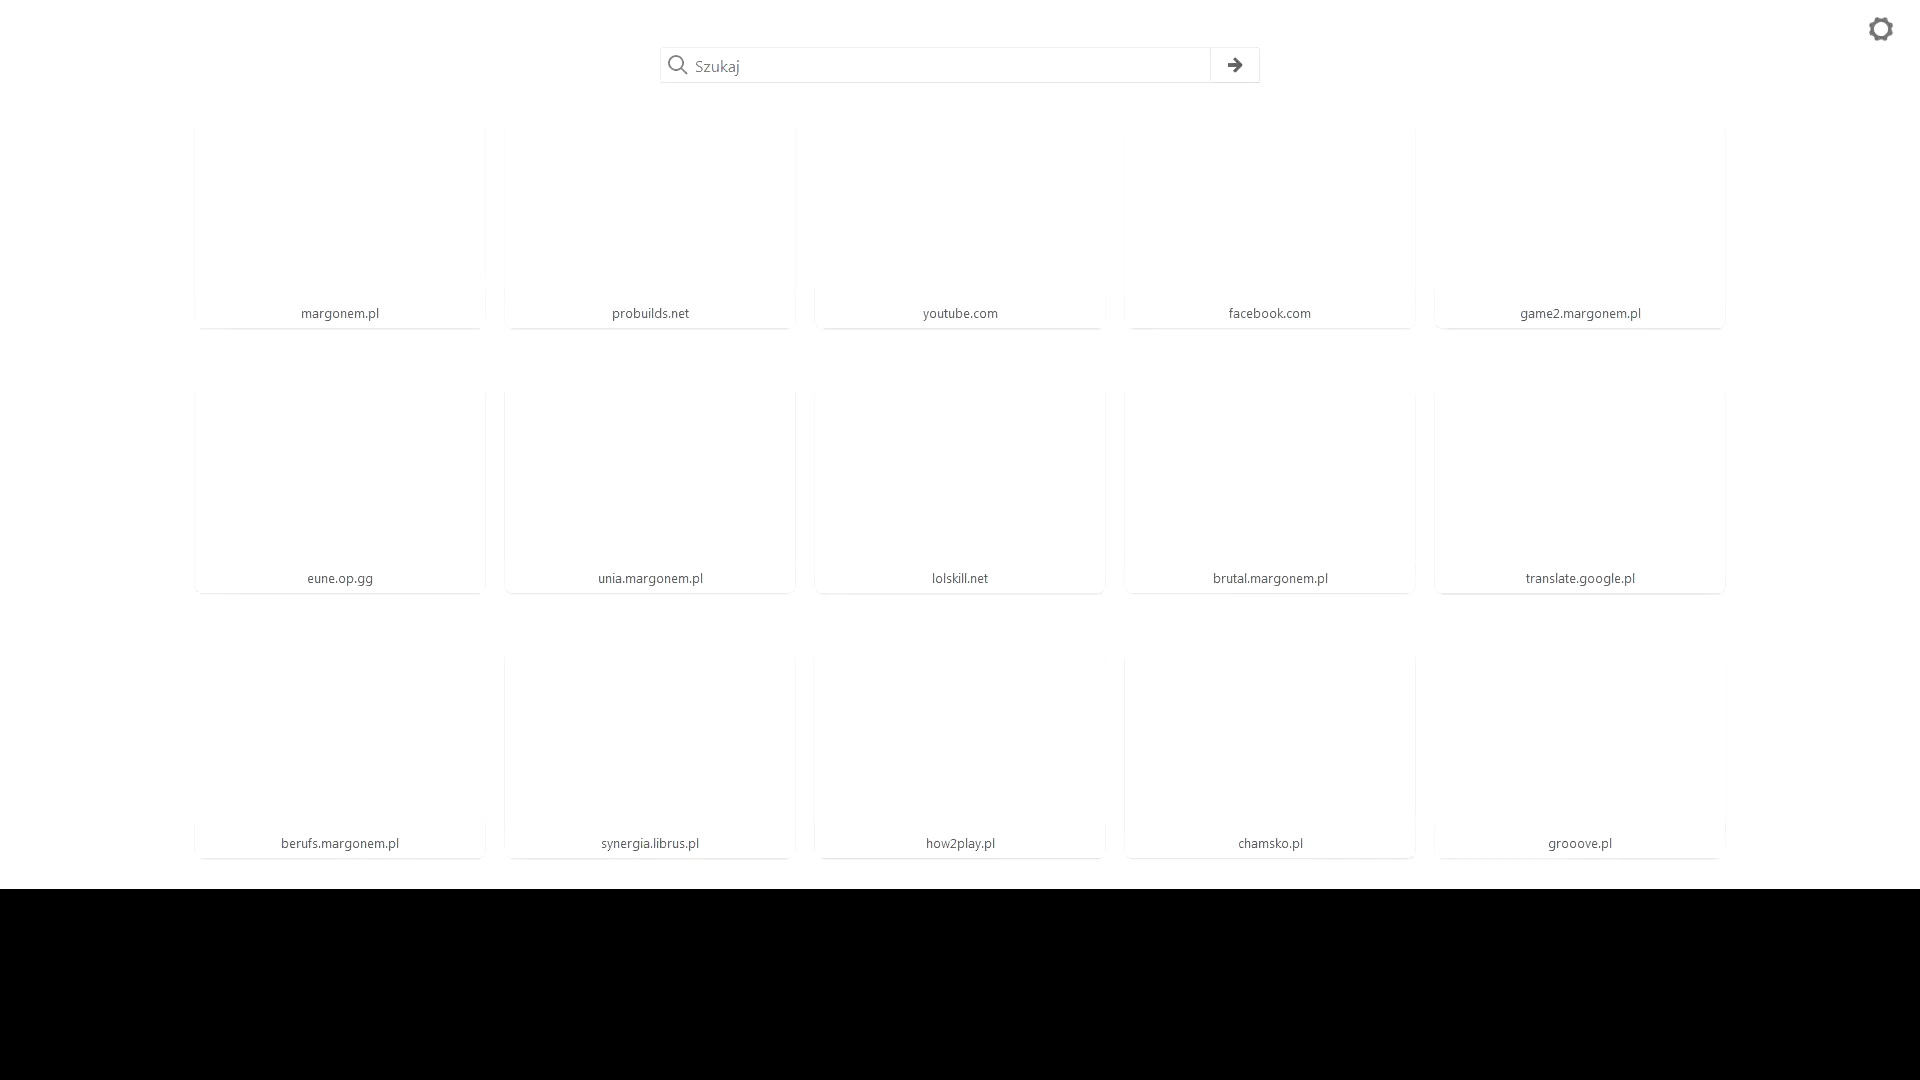 Szukaj
margonem.pl
probuilds.net
youtube.com
facebook.com
game2.margonem.pl
eune.op.gg
unia.margonem.pl
lolskill.net
brutal.margonem.pl
translate.google.pl
berufs.margonem.pl
synergia.librus.pl
how2play.pl
chamsko.pl
grooove.pl